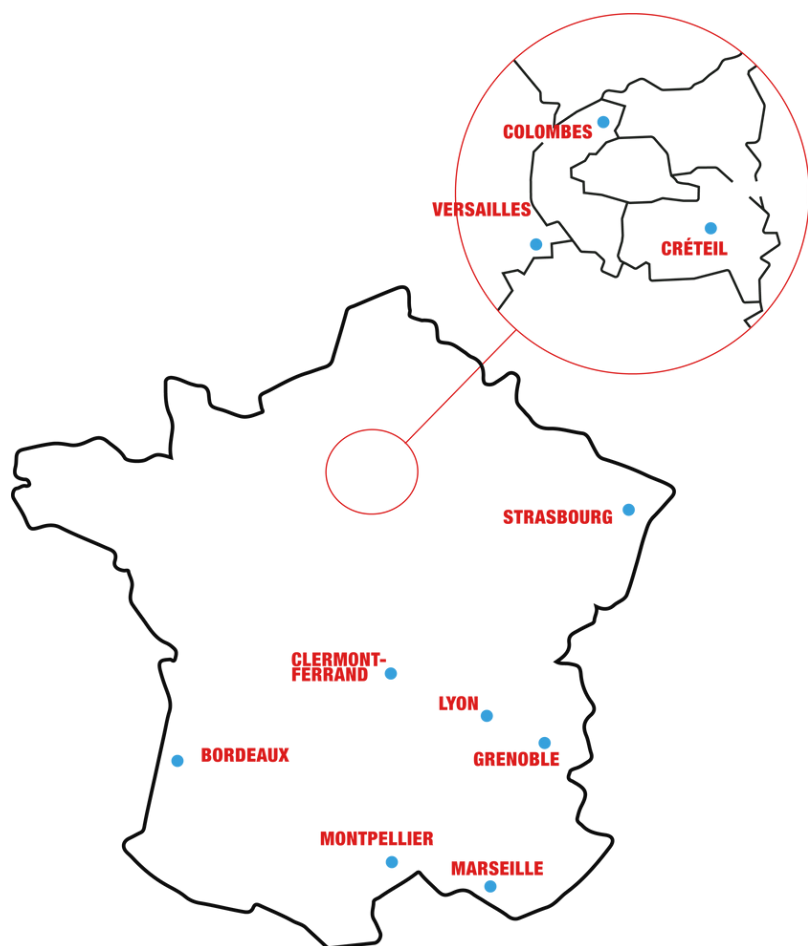 COLOMBES
VERSAILLES
CRÉTEIL
STRASBOURG
CLERMONT-
FERRAND
LYON
BORDEAUX
GRENOBLE
MONTPELLIER
MARSEILLE